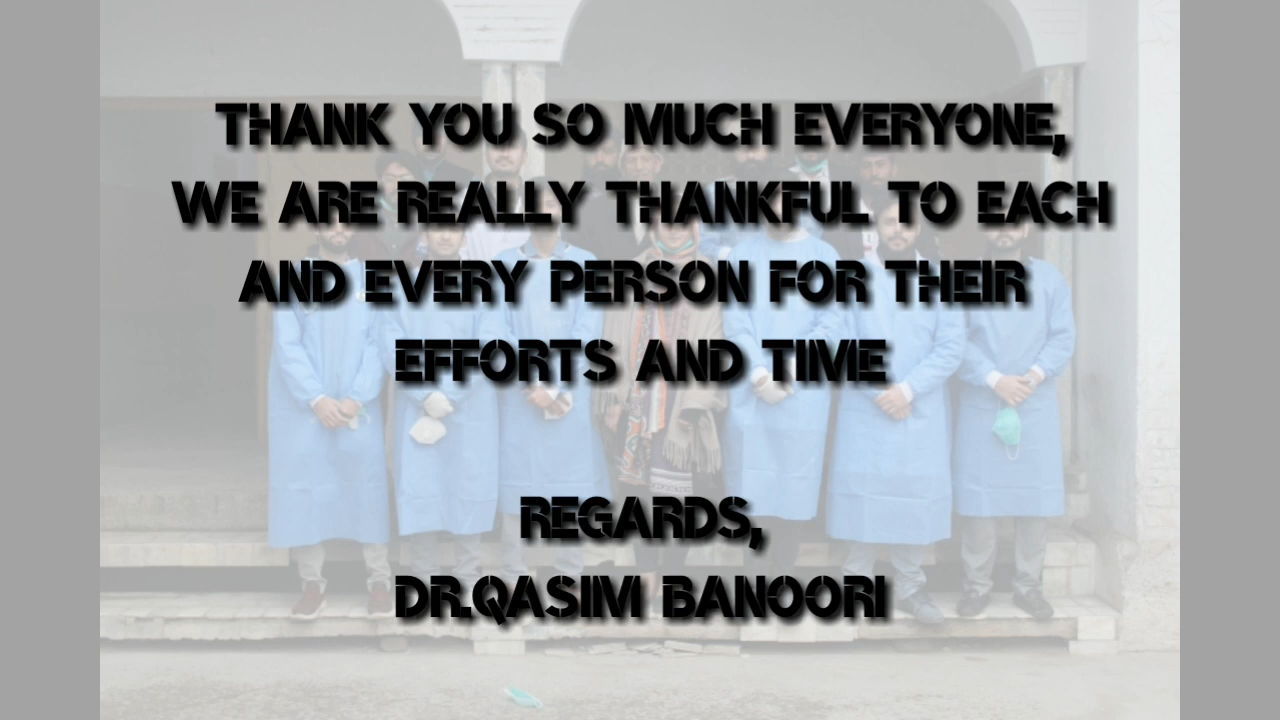 THANK YOU SO MUCH EVERYONE,
WE ARE REALLY THANKFUL TO EACH
AND EVERY PERSON FOR THEIR
EFFORTS AND TIME
REGARDS,
DR.QASIM BANOORI